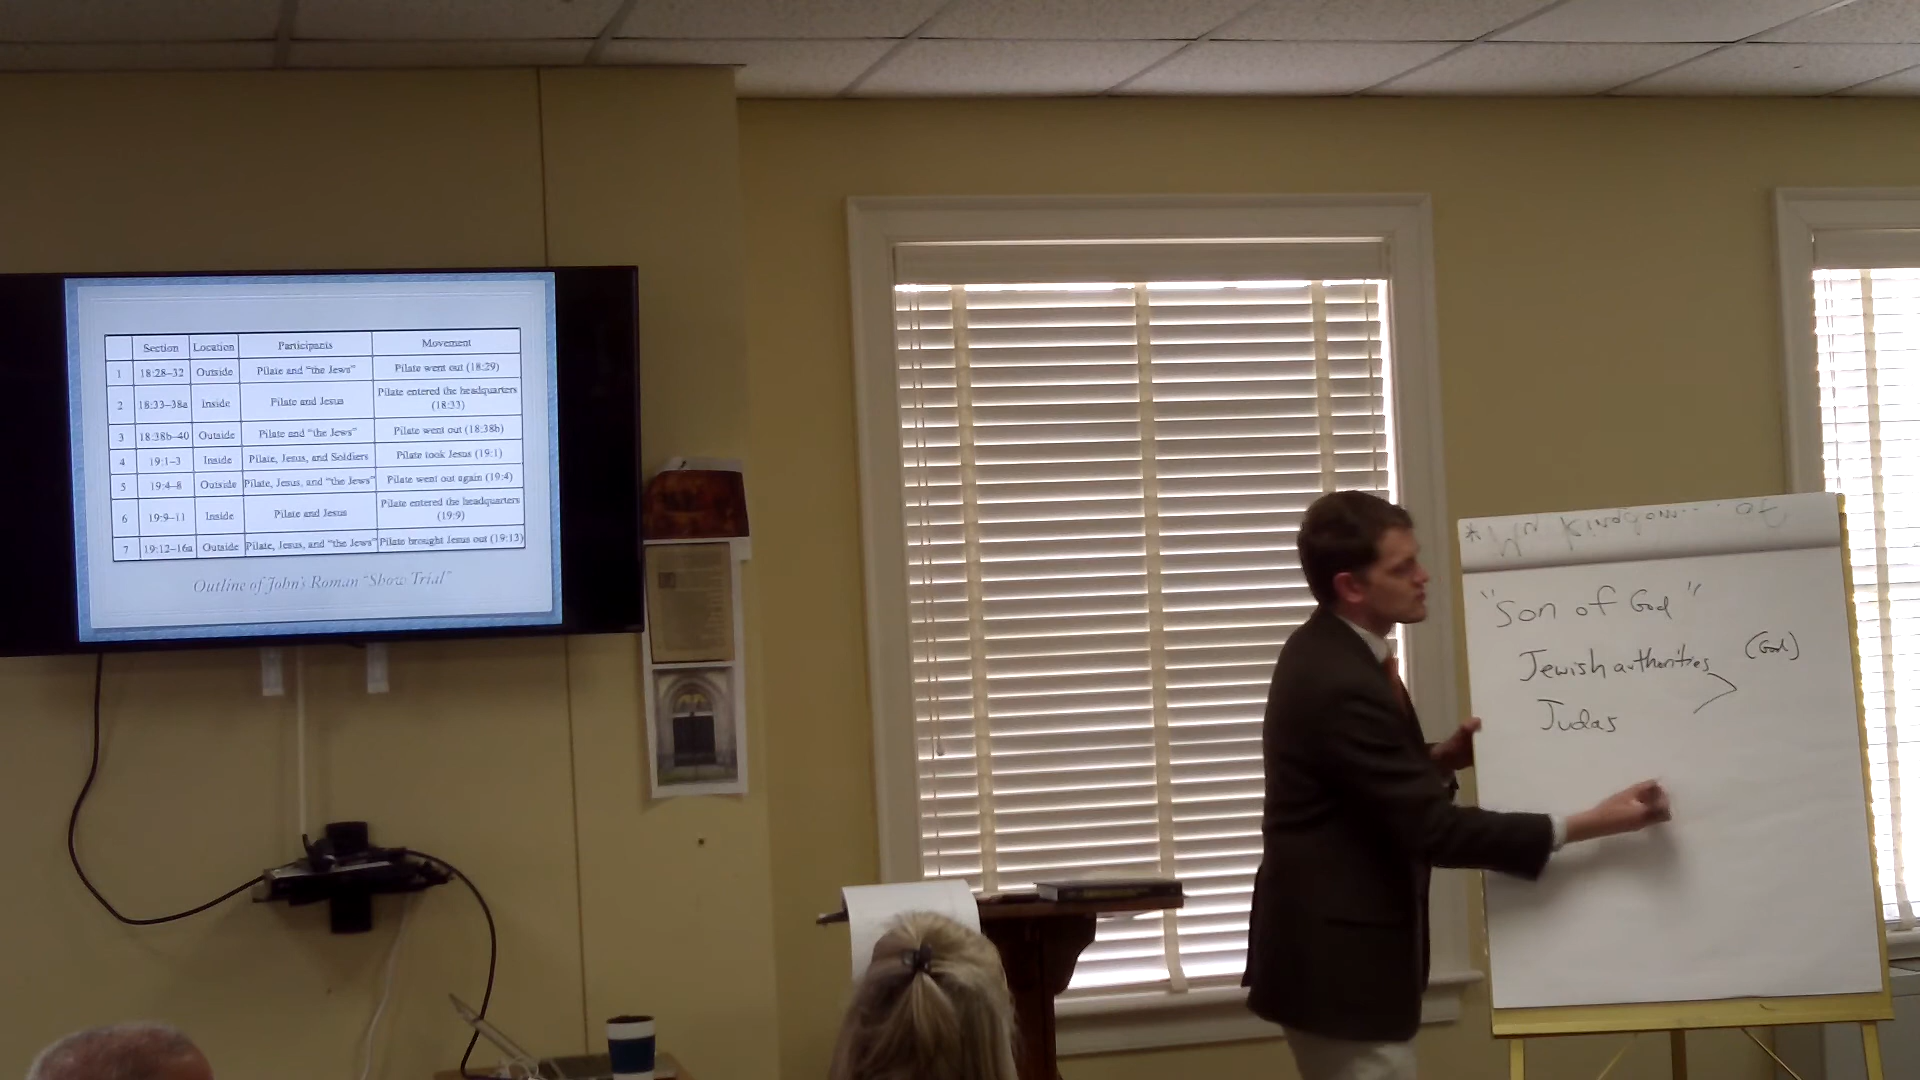 Section Location Participants Movement
1 18:28–32 Outside Pilate and "the Jews" Pilate went out (18:29)
2 18:33–38a Inside Pilate and Jesus Pilate entered the headquarters
(18:33)
3 18:38b–40 Outside Pilate and "the Jews" Pilate went out (18:38b)
4 19:1–3 Inside Pilate, Jesus, and Soldiers Pilate took Jesus (19:1)
5 19:4–8 Outside Pilate, Jesus, and "the Jews" Pilate went out again (19:4)
6 19:9–11 Inside Pilate and Jesus Pilate entered the headquarters
(19:9)
7 19:12–16a Outside Pilate, Jesus, and "the Jews" Pilate brought Jesus out (19:13)
Outline of John's Roman "Show Trial"
* kingdom... of
"Son of God"
Jewish authorities (God)
Judas